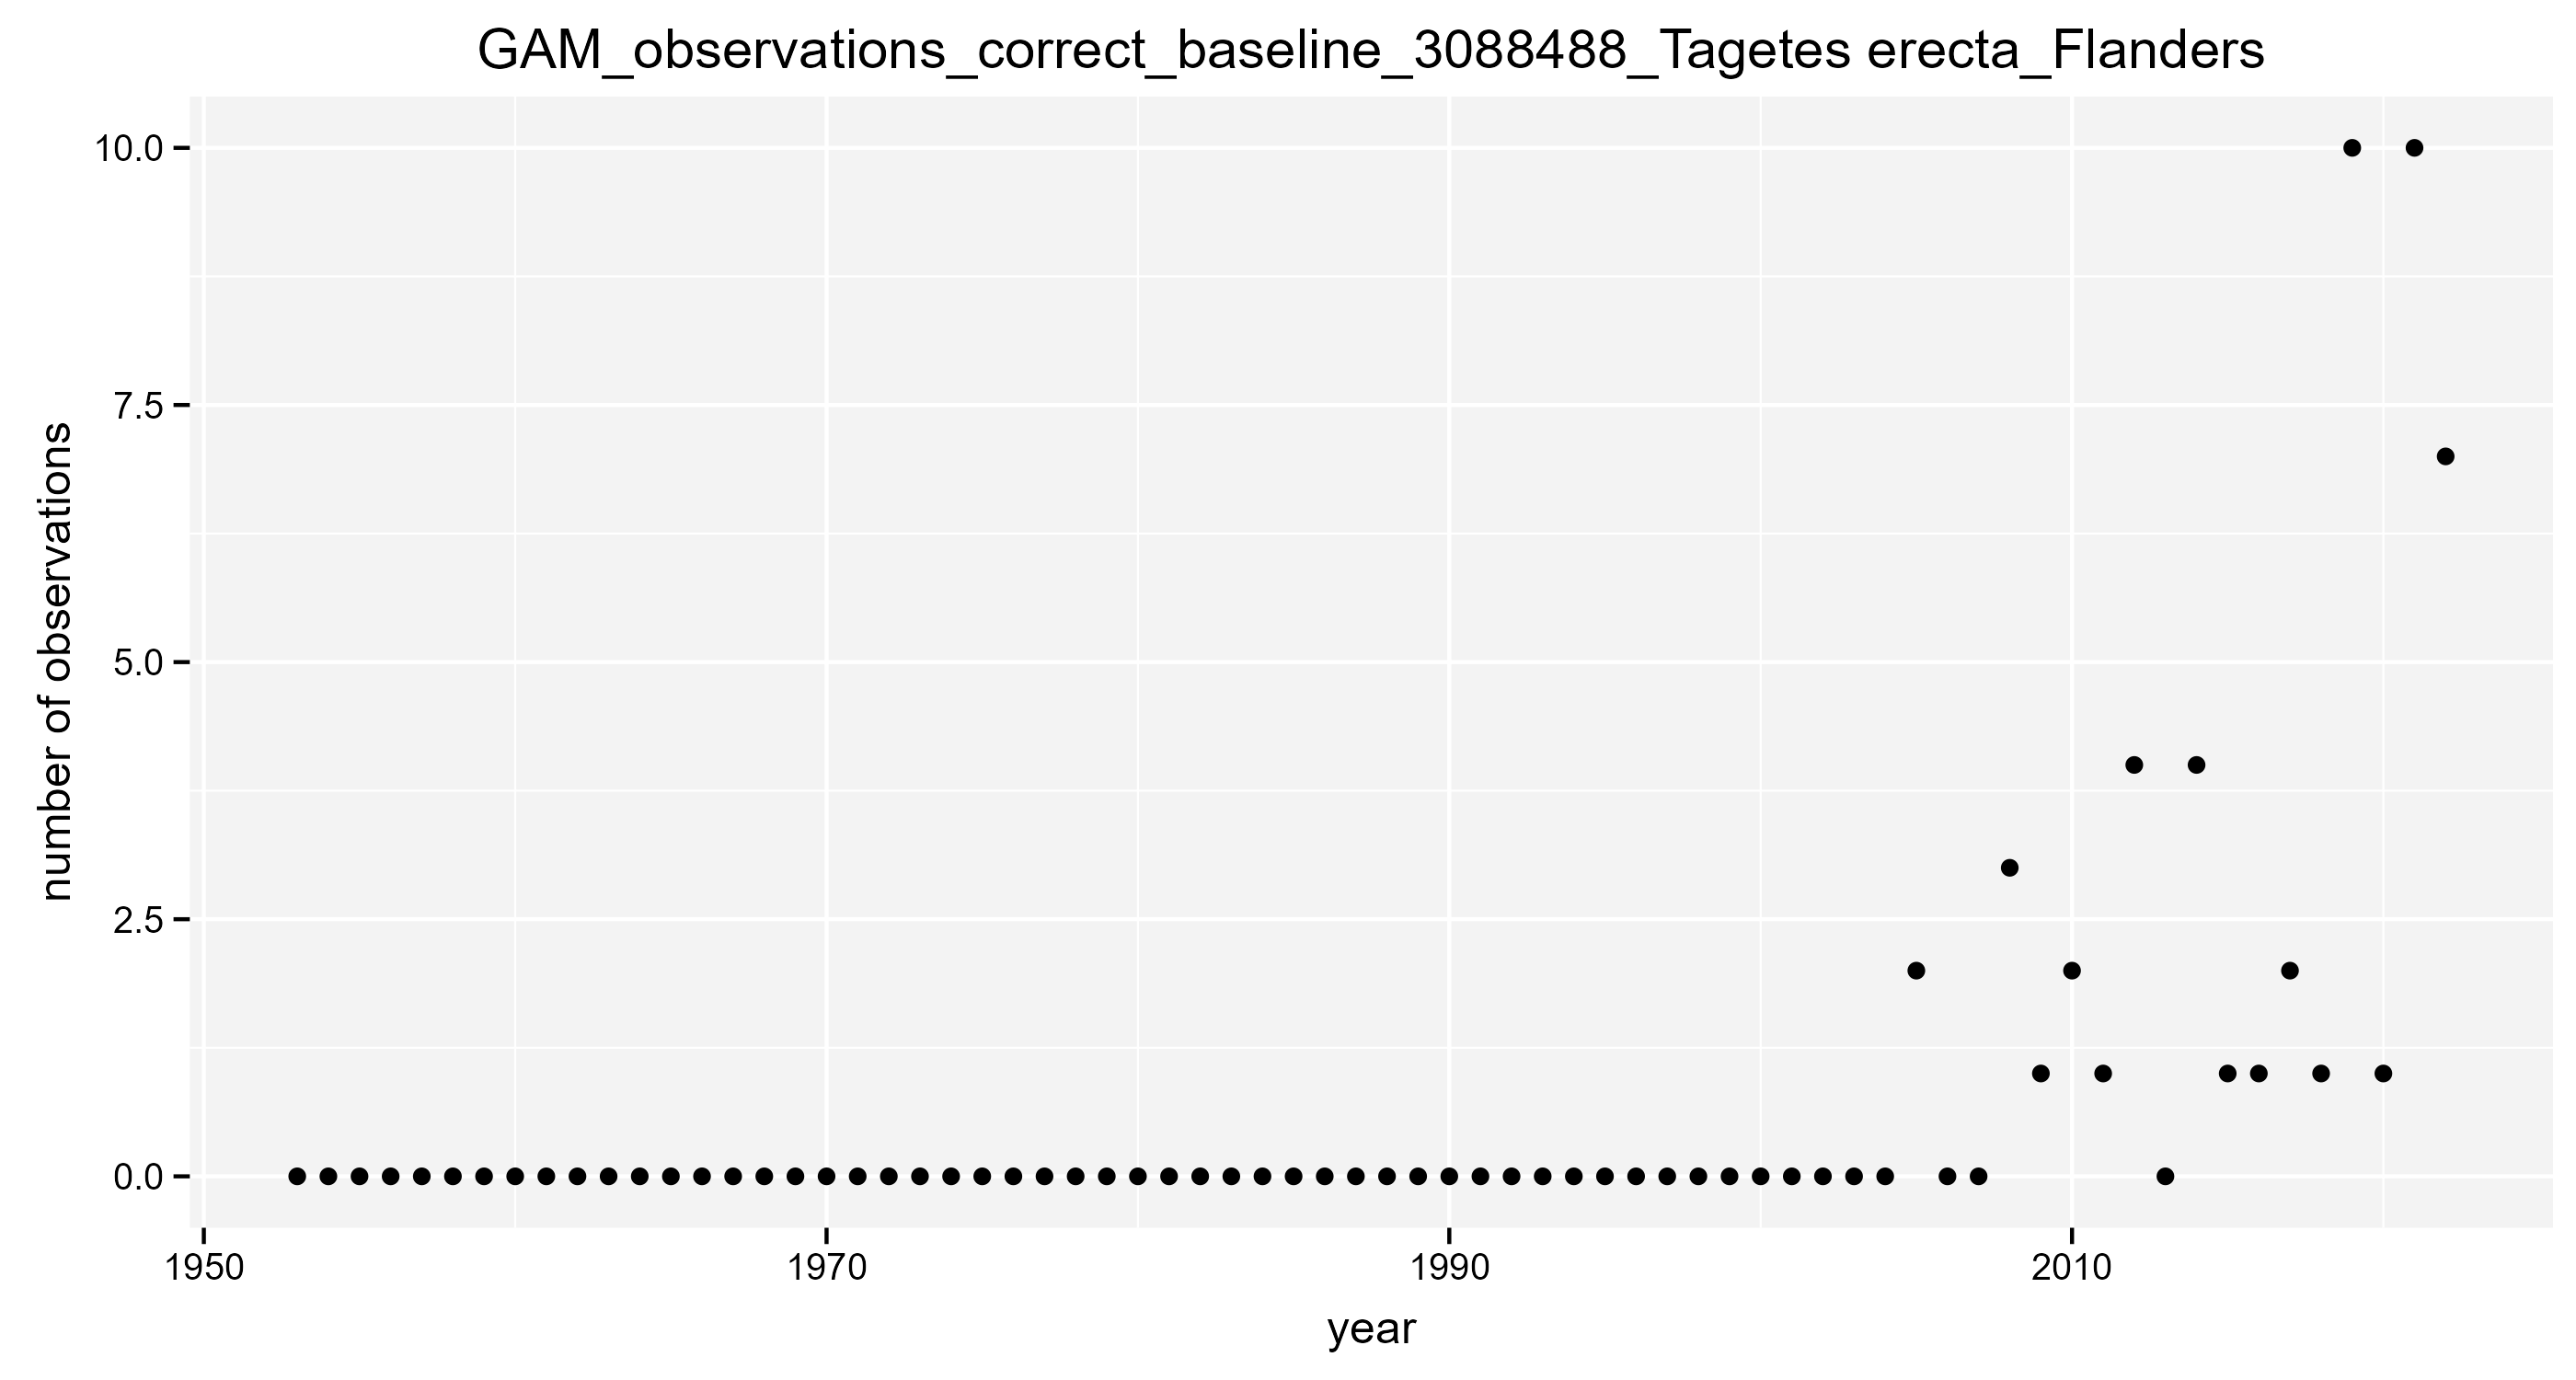 GAM_observations_correct_baseline_3088488_Tagetes erecta_Flanders
10.0
7.5
5.0
2.5
0.0
number of observations
1950 1970 1990 2010
year